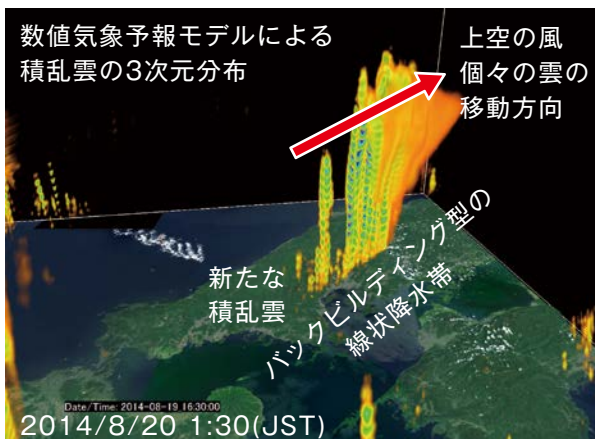 数値気象予報モデルによる
積乱雲の3次元分布
上空の風
個々の雲の
移動方向
新たな
積乱雲
バックビルディング型の
線状降水帯
Date/Time: 2014-08-19 16:30:00
2014/8/20 1:30(JST)